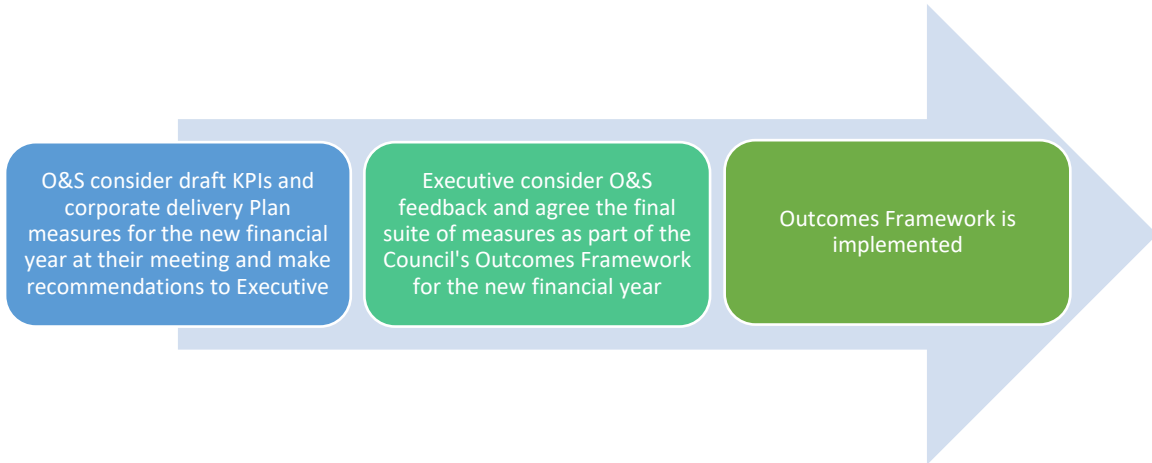 O&S consider draft KPIs and
corporate delivery Plan
measures for the new financial
year at their meeting and make
recommendations to Executive
Executive consider O&S
feedback and agree the final
suite of measures as part of the
Council's Outcomes Framework
for the new financial year
Outcomes Framework is
implemented